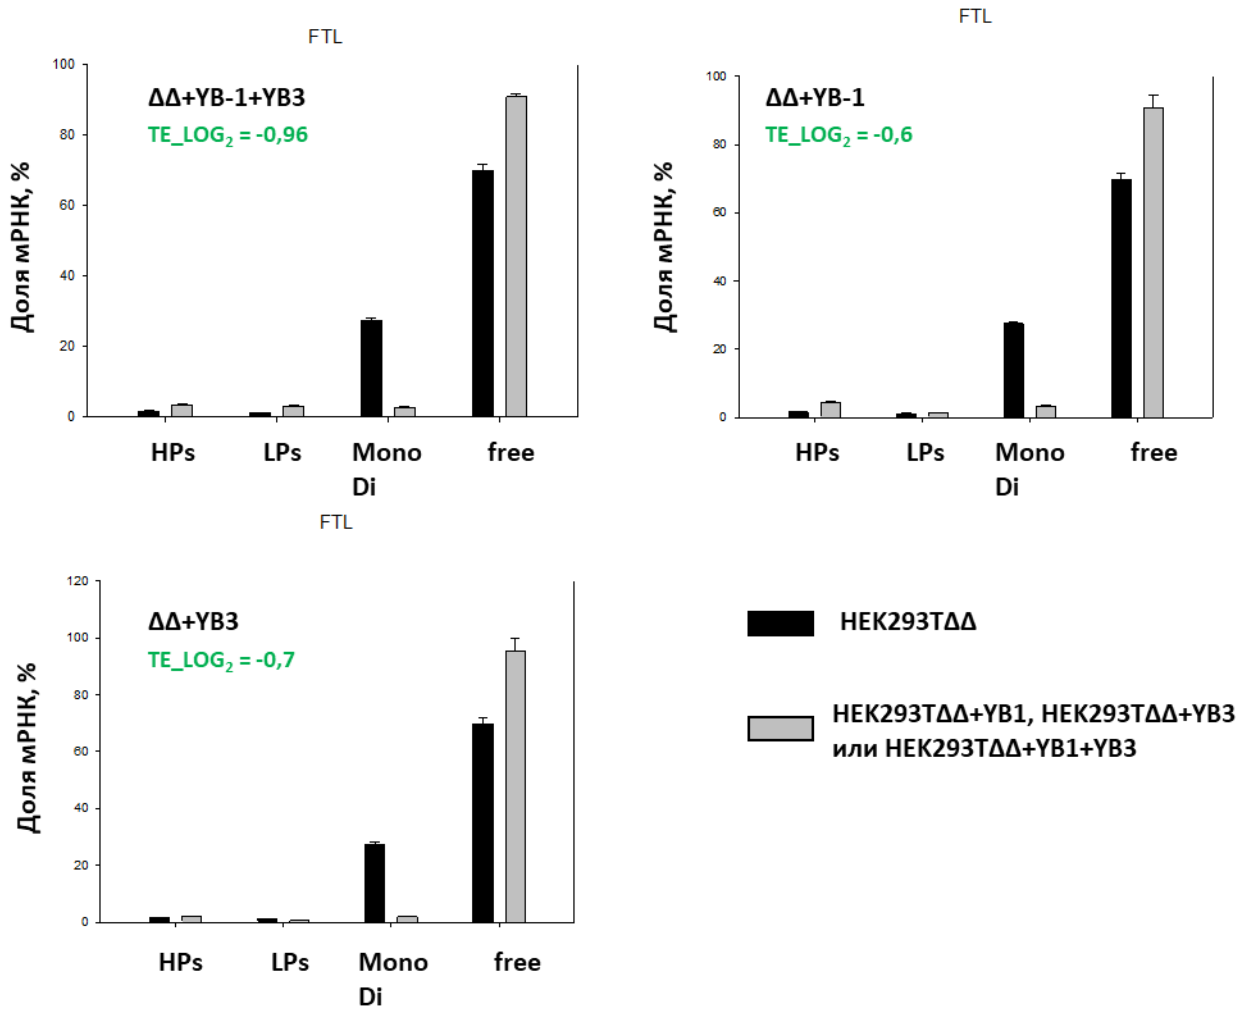 FTL
ΔΔ+YB-1+YB3
TE_LOG₂ = -0,96
Доля мРНК, %
100
80
60
40
20
0
HPs LPs Mono free
Di
FTL
ΔΔ+YB-1
TE_LOG₂ = -0,6
Доля мРНК, %
100
80
60
40
20
0
HPs LPs Mono free
Di
FTL
ΔΔ+YB3
TE_LOG₂ = -0,7
Доля мРНК, %
120
100
80
60
40
20
0
HPs LPs Mono free
Di
HEK293TΔΔ
HEK293TΔΔ+YB1, HEK293TΔΔ+YB3
или HEK293TΔΔ+YB1+YB3